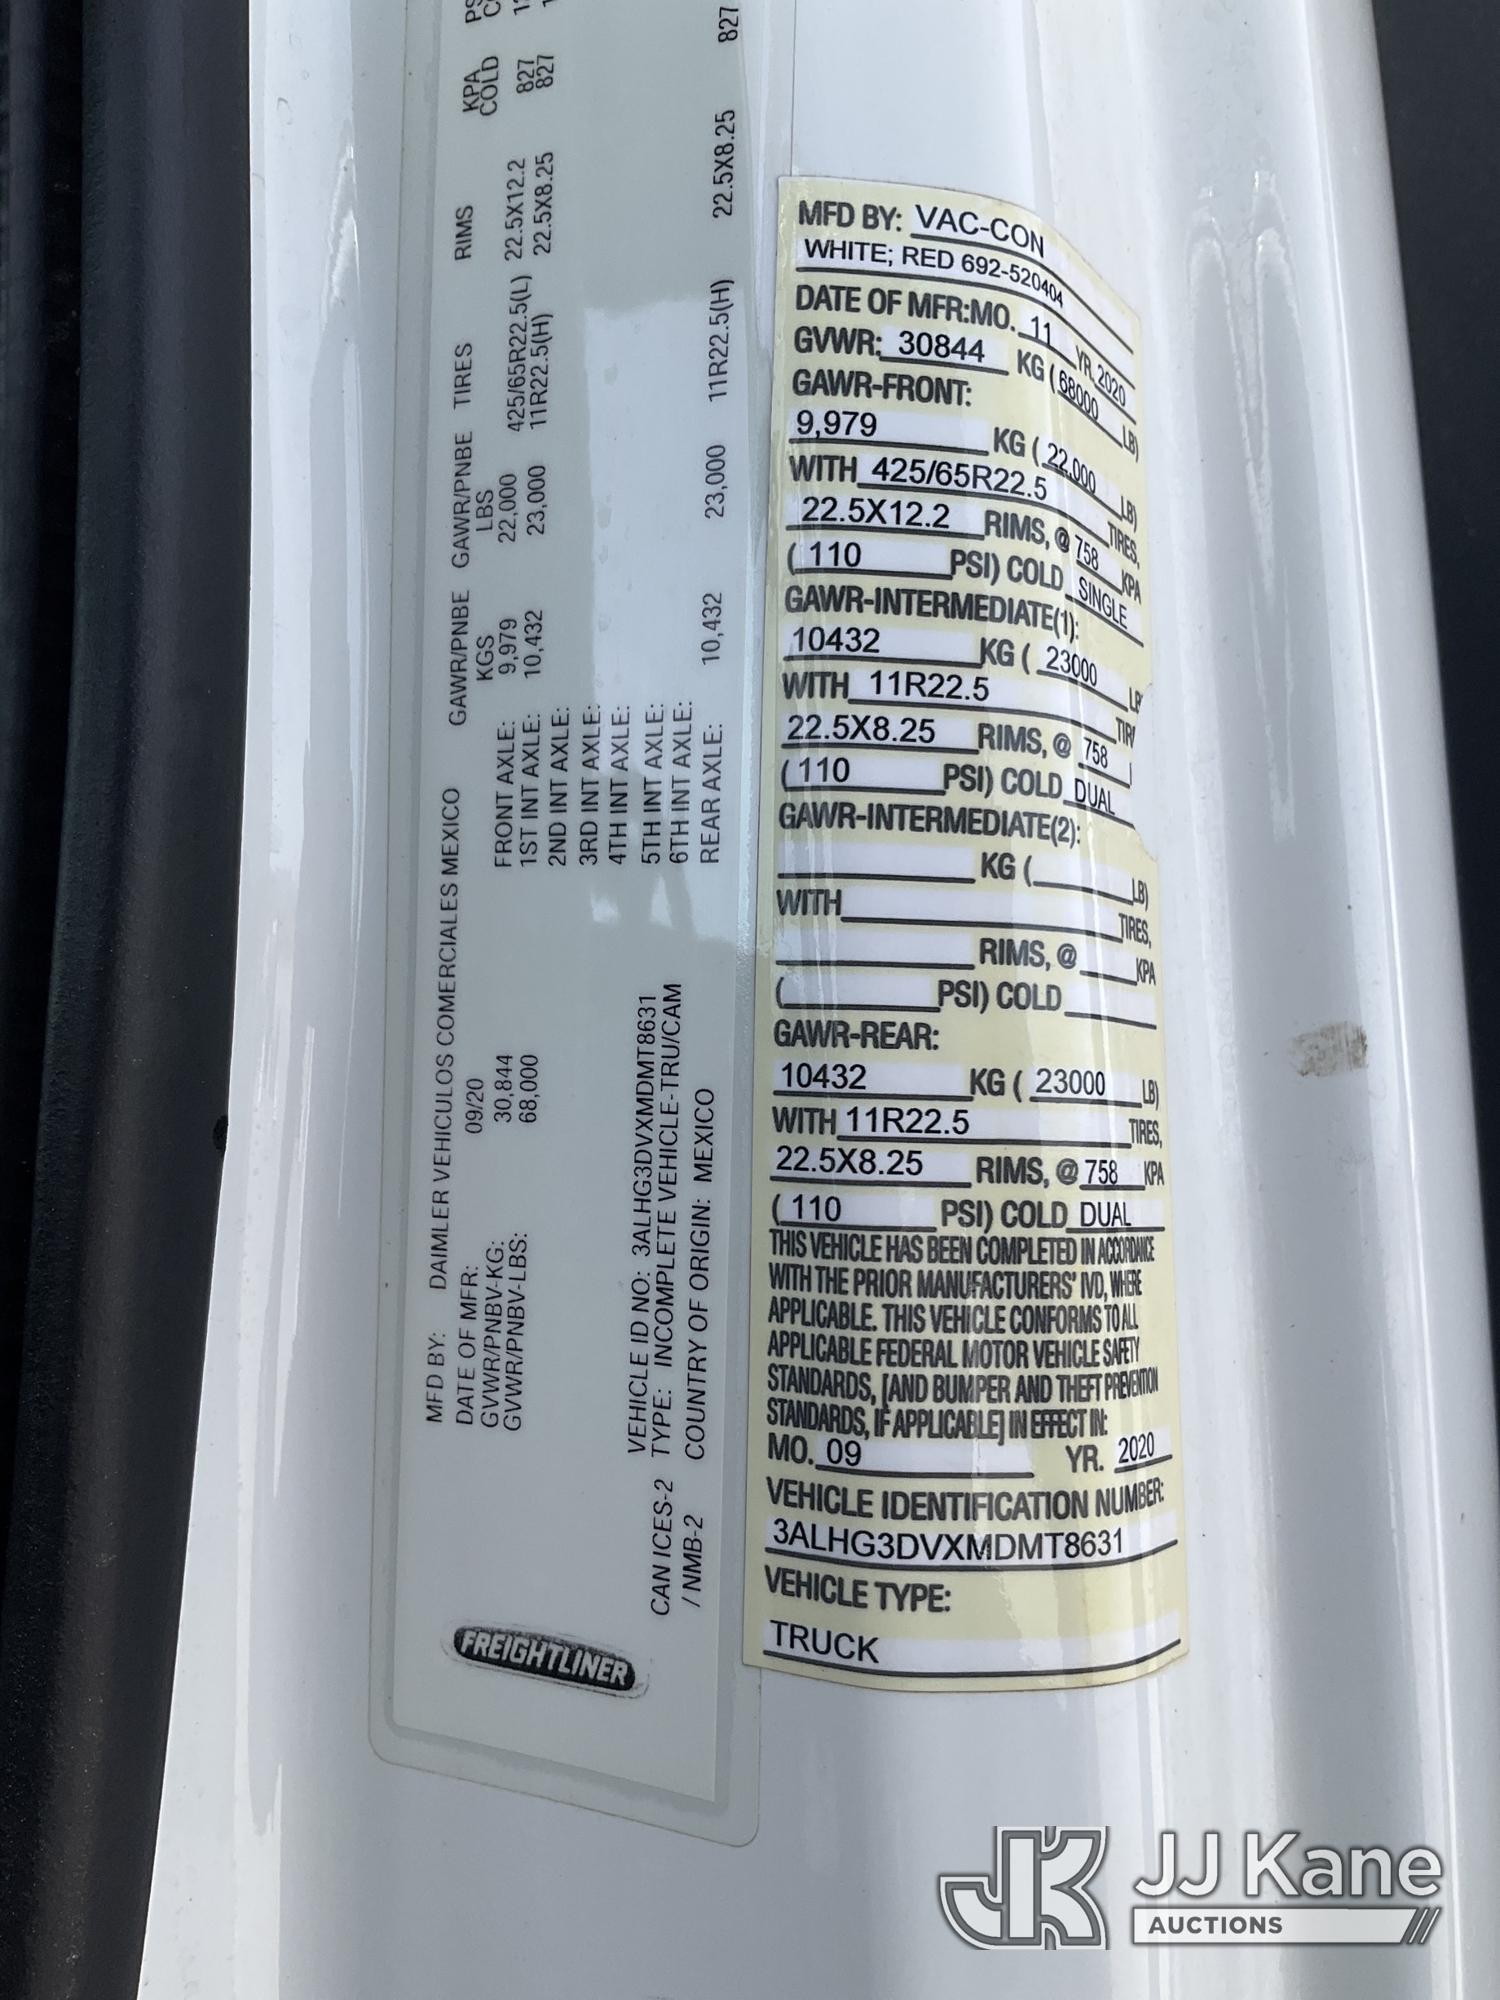 MFD BY: DAIMLER VEHICULOS COMERCIALES MEXICO
DATE OF MFR: 09/20
GVWR/PNBV-KG: 30,844
GVWR/PNBV-LBS: 68,000
GAWR/PNBE KGS GAWR/PNBE LBS TIRES RIMS KPA COLD
FRONT AXLE: 9,979 22,000 425/65R22.5(L) 22.5X12.2 827
1ST INT AXLE: 10,432 23,000 11R22.5(H) 22.5X8.25 827
2ND INT AXLE:
3RD INT AXLE:
4TH INT AXLE:
5TH INT AXLE:
6TH INT AXLE:
REAR AXLE: 10,432 23,000 11R22.5(H) 22.5X8.25 827
VEHICLE ID NO: 3ALHG3DVXMDMT8631
CAN ICES-2 TYPE: INCOMPLETE VEHICLE-TRU/CAM
/ NMB-2 COUNTRY OF ORIGIN: MEXICO
FREIGHTLINER
MFD BY: VAC-CON
WHITE; RED 692-520404
DATE OF MFR:MO. 11 YR. 2020
GVWR: 30844 KG (68000 LB)
GAWR-FRONT:
9,979 KG ( 22,000 LB)
WITH 425/65R22.5 TIRES,
22.5X12.2 RIMS, @ 758 KPA
( 110 PSI) COLD SINGLE
GAWR-INTERMEDIATE(1):
10432 KG ( 23000
WITH 11R22.5
22.5X8.25 RIMS, @ 758
( 110 PSI) COLD DUAL
GAWR-INTERMEDIATE(2):
KG ( LB)
WITH TIRES,
RIMS, @ KPA
( PSI) COLD
GAWR-REAR:
10432 KG ( 23000 LB)
WITH 11R22.5 TIRES,
22.5X8.25 RIMS, @ 758 KPA
( 110 PSI) COLD DUAL
THIS VEHICLE HAS BEEN COMPLETED IN ACCORDANCE
WITH THE PRIOR MANUFACTURERS' IVD, WHERE
APPLICABLE. THIS VEHICLE CONFORMS TO ALL
APPLICABLE FEDERAL MOTOR VEHICLE SAFETY
STANDARDS, [AND BUMPER AND THEFT PREVENTION
STANDARDS, IF APPLICABLE] IN EFFECT IN:
MO. 09 YR. 2020
VEHICLE IDENTIFICATION NUMBER:
3ALHG3DVXMDMT8631
VEHICLE TYPE:
TRUCK
JK JJ Kane
AUCTIONS